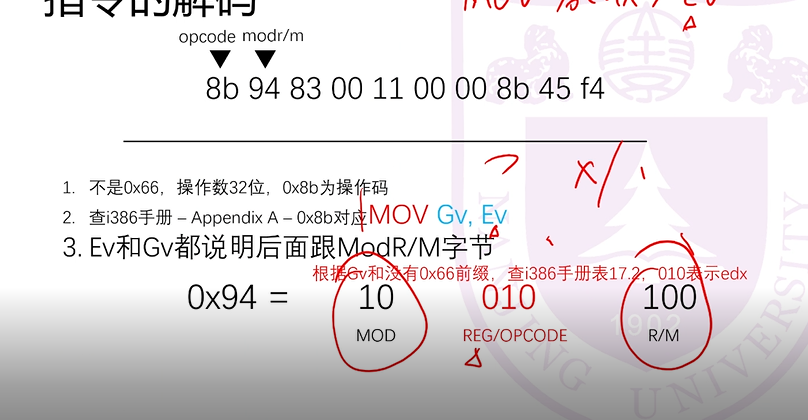 指令的解码
MOV
opcode modr/m
8b 94 83 00 11 00 00 8b 45 f4
1. 不是0x66，操作数32位，0x8b为操作码
2. 查i386手册 – Appendix A – 0x8b对应 MOV Gv, Ev
3. Ev和Gv都说明后面跟ModR/M字节
根据Gv和没有0x66前缀，查i386手册表17.2，010表示edx
0x94 = 10 010 100
MOD REG/OPCODE R/M
1902
NANJING UNIVERSITY